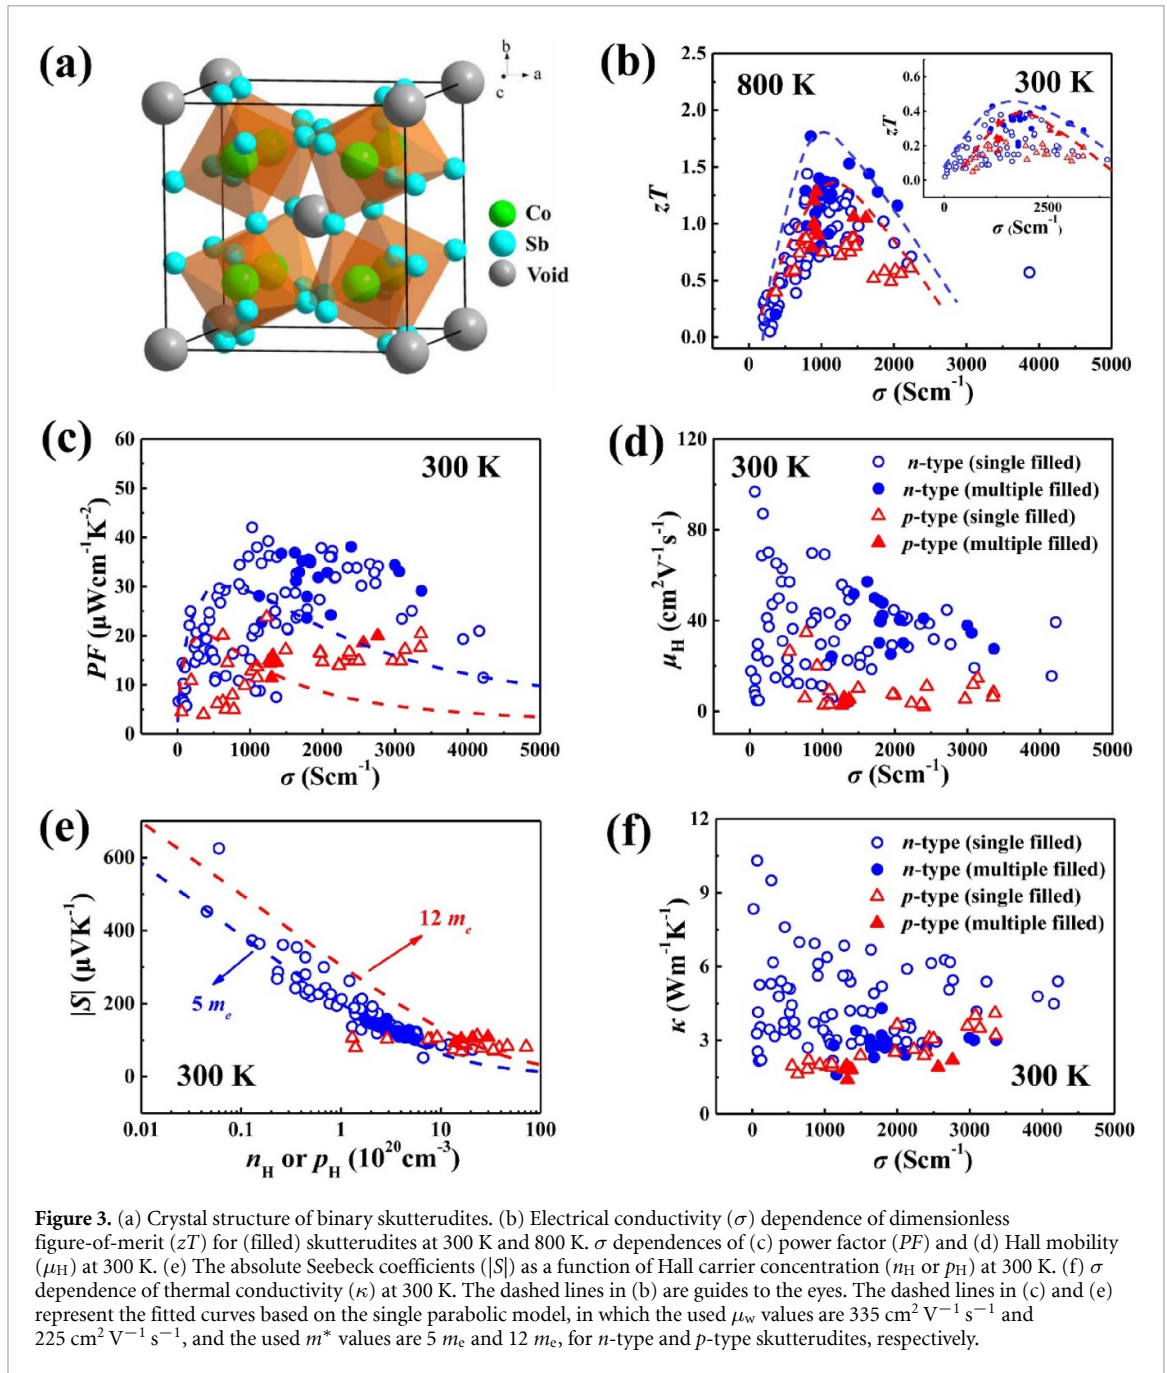 (a)
b
a
c
Co
Sb
Void
(b)
800 K
300 K
zT
2.5
2.0
1.5
1.0
0.5
0.0
0 1000 2000 3000 4000 5000
σ (Scm⁻¹)
zT
0.6
0.4
0.2
0.0
0 2500
σ (Scm⁻¹)
(c)
300 K
PF (μWcm⁻¹K⁻²)
60
50
40
30
20
10
0
0 1000 2000 3000 4000 5000
σ (Scm⁻¹)
(d)
300 K
n-type (single filled)
n-type (multiple filled)
p-type (single filled)
p-type (multiple filled)
μH (cm²V⁻¹s⁻¹)
120
80
40
0
0 1000 2000 3000 4000 5000
σ (Scm⁻¹)
(e)
|S| (μVK⁻¹)
600
400
200
0
12 mₑ
5 mₑ
300 K
0.01 0.1 1 10 100
nH or pH (10²⁰cm⁻³)
(f)
n-type (single filled)
n-type (multiple filled)
p-type (single filled)
p-type (multiple filled)
κ (Wm⁻¹K⁻¹)
12
9
6
3
0
300 K
0 1000 2000 3000 4000 5000
σ (Scm⁻¹)
Figure 3. (a) Crystal structure of binary skutterudites. (b) Electrical conductivity (σ) dependence of dimensionless
figure-of-merit (zT) for (filled) skutterudites at 300 K and 800 K. σ dependences of (c) power factor (PF) and (d) Hall mobility
(μH) at 300 K. (e) The absolute Seebeck coefficients (|S|) as a function of Hall carrier concentration (nH or pH) at 300 K. (f) σ
dependence of thermal conductivity (κ) at 300 K. The dashed lines in (b) are guides to the eyes. The dashed lines in (c) and (e)
represent the fitted curves based on the single parabolic model, in which the used μw values are 335 cm² V⁻¹ s⁻¹ and
225 cm² V⁻¹ s⁻¹, and the used m* values are 5 mₑ and 12 mₑ, for n-type and p-type skutterudites, respectively.